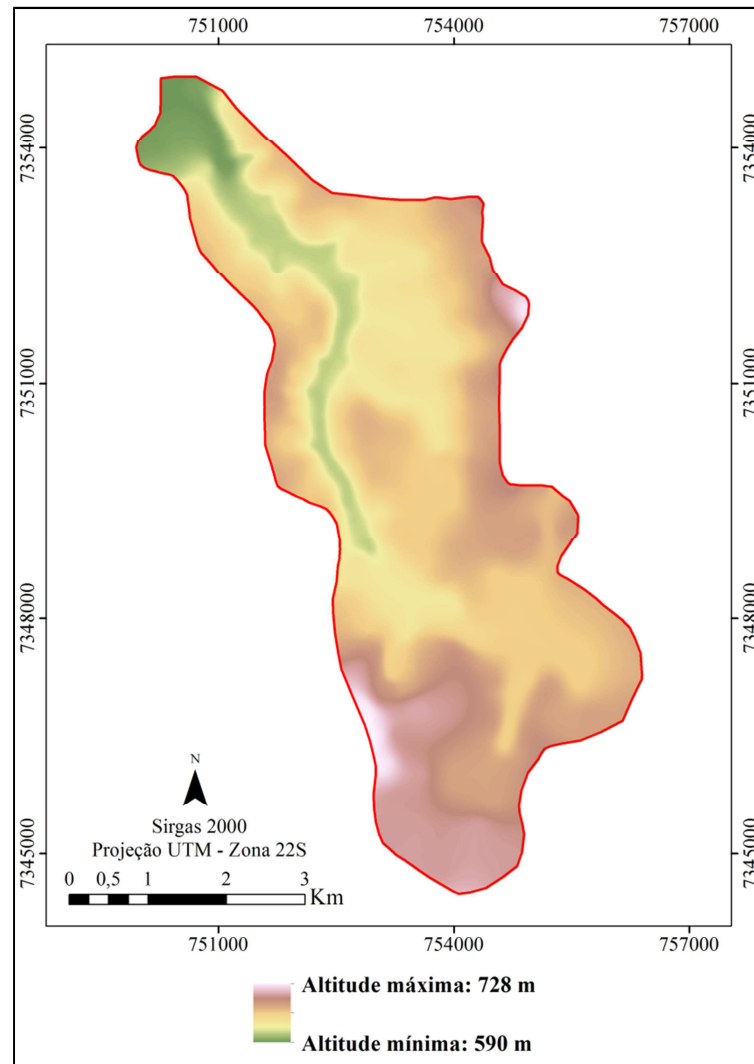 751000 754000 757000
7354000 7354000
7351000 7351000
7348000 7348000
7345000 7345000
N
Sirgas 2000
Projeção UTM - Zona 22S
0 0,5 1 2 3
Km
751000 754000 757000
Altitude máxima: 728 m
Altitude mínima: 590 m